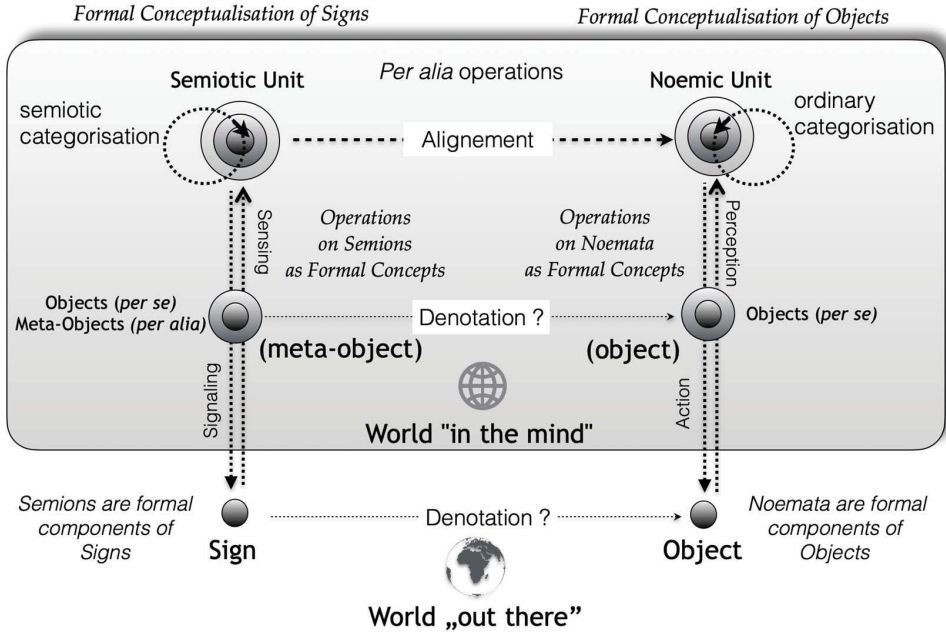 Formal Conceptualisation of Signs
Formal Conceptualisation of Objects
Semiotic Unit
Per alia operations
Noemic Unit
semiotic
categorisation
ordinary
categorisation
Alignement
Sensing
Operations
on Semions
as Formal Concepts
Operations
on Noemata
as Formal Concepts
Perception
Objects (per se)
Meta-Objects (per alia)
Denotation ?
Objects (per se)
(meta-object)
(object)
Signaling
Action
World "in the mind"
Semions are formal
components of
Signs
Denotation ?
Noemata are formal
components of
Objects
Sign
Object
World „out there”